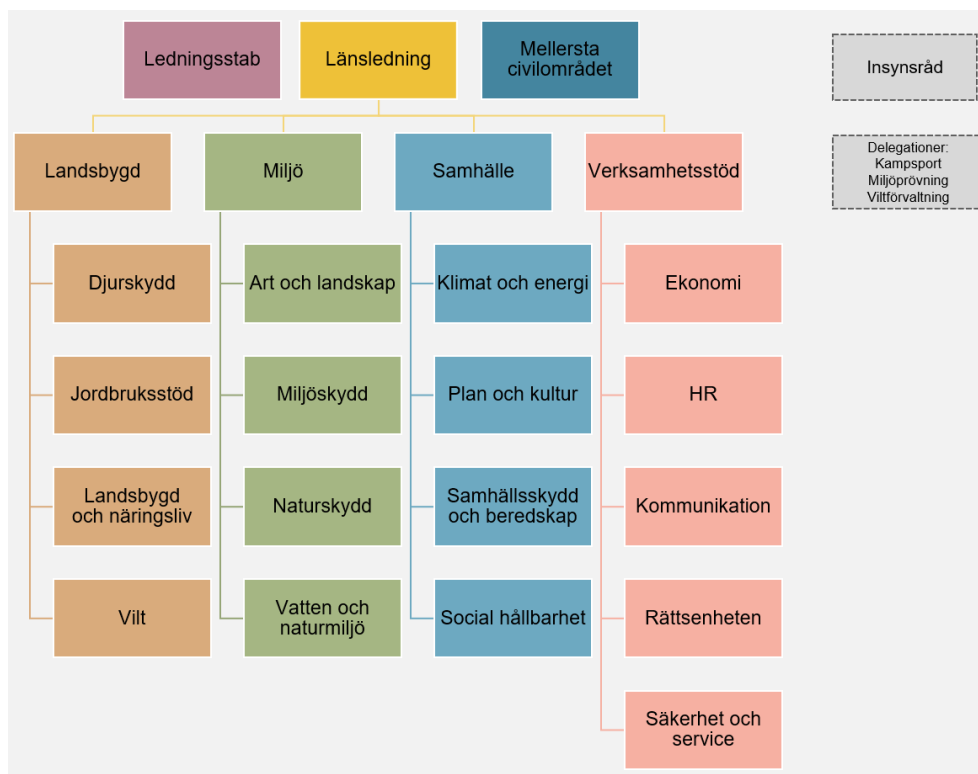 Ledningsstab
Länsledning
Mellersta
civilområdet
Insynsråd
Delegationer:
Kampsport
Miljöprövning
Viltförvaltning
Landsbygd
Miljö
Samhälle
Verksamhetsstöd
Djurskydd
Art och landskap
Klimat och energi
Ekonomi
Jordbruksstöd
Miljöskydd
Plan och kultur
HR
Landsbygd
och näringsliv
Naturskydd
Samhällsskydd
och beredskap
Kommunikation
Vilt
Vatten och
naturmiljö
Social hållbarhet
Rättsenheten
Säkerhet och
service